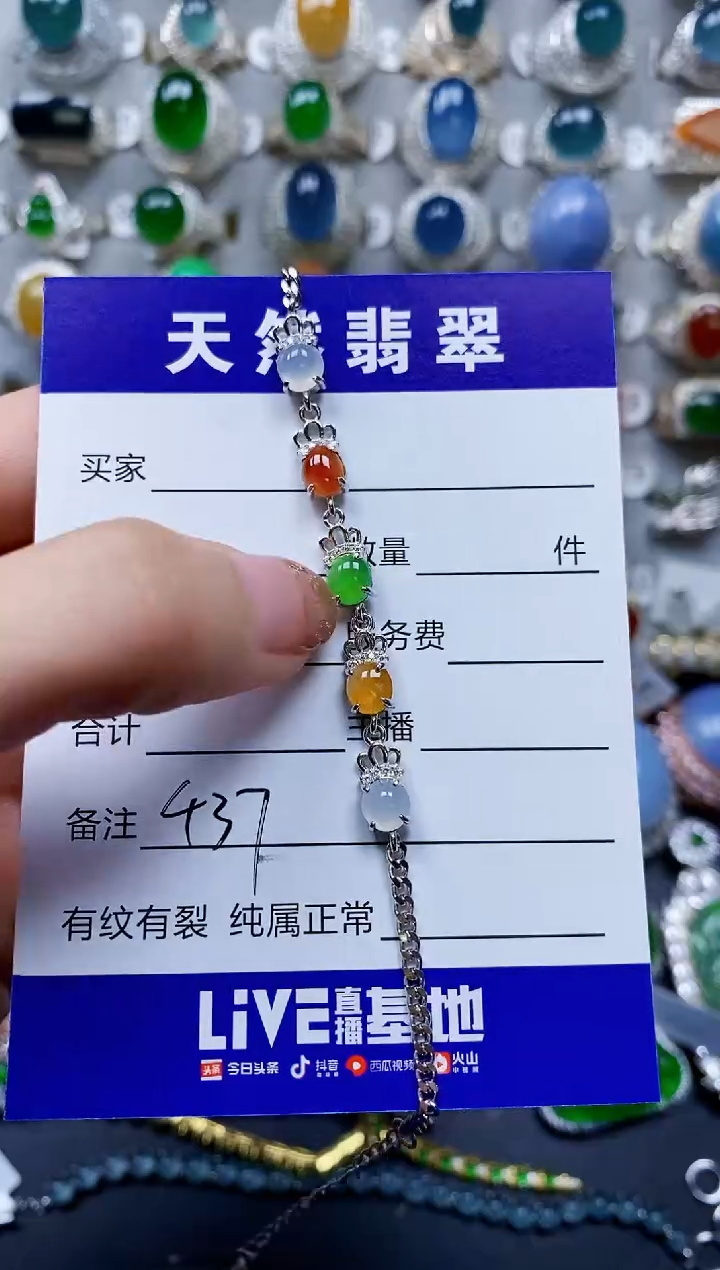 天然翡翠
买家
数量 件
务费
合计 主播
备注 437
有纹有裂 纯属正常
LiVE直播基地
头条 今日头条 抖音 西瓜视频 火山